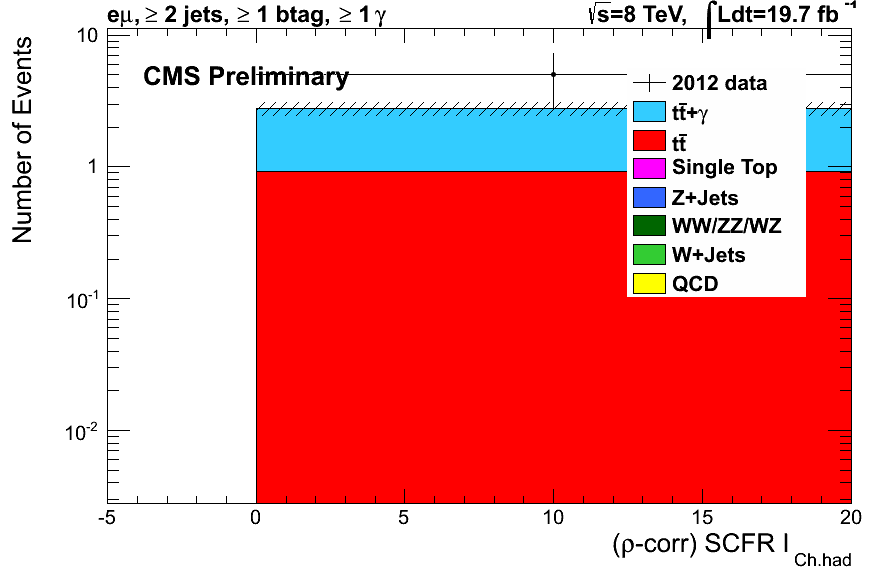 eμ, ≥ 2 jets, ≥ 1 btag, ≥ 1 γ
√s=8 TeV, ∫Ldt=19.7 fb⁻¹
CMS Preliminary
2012 data
tt̄+γ
tt̄
Single Top
Z+Jets
WW/ZZ/WZ
W+Jets
QCD
Number of Events
10
1
10⁻¹
10⁻²
-5 0 5 10 15 20
(ρ-corr) SCFR I Ch.had